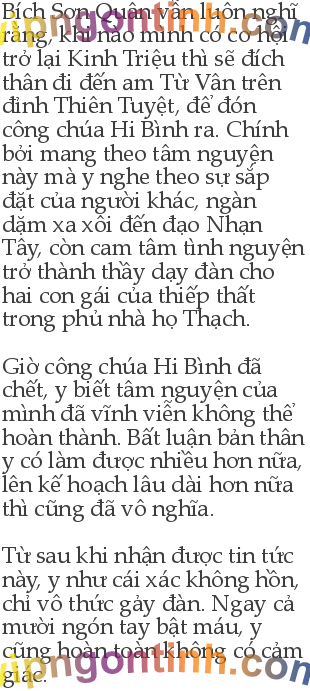 Bích Sơn Quân vẫn luôn nghĩ
rằng, khi nào mình có cơ hội
trở lại Kinh Triệu thì sẽ đích
thân đi đến am Từ Vân trên
đỉnh Thiên Tuyệt, để đón
công chúa Hi Bình ra. Chính
bởi mang theo tâm nguyện
này mà y nghe theo sự sắp
đặt của người khác, ngàn
dặm xa xôi đến đạo Nhạn
Tây, còn cam tâm tình nguyện
trở thành thầy dạy đàn cho
hai con gái của thiếp thất
trong phủ nhà họ Thạch.
Giờ công chúa Hi Bình đã
chết, y biết tâm nguyện của
mình đã vĩnh viễn không thể
hoàn thành. Bất luận bản thân
y có làm được nhiều hơn nữa,
lên kế hoạch lâu dài hơn nữa
thì cũng đã vô nghĩa.
Từ sau khi nhận được tin tức
này, y như cái xác không hồn,
chỉ vô thức gảy đàn. Ngay cả
mười ngón tay bật máu, y
cũng hoàn toàn không có cảm
giác.
vipngontinh.com
vipngontinh.com